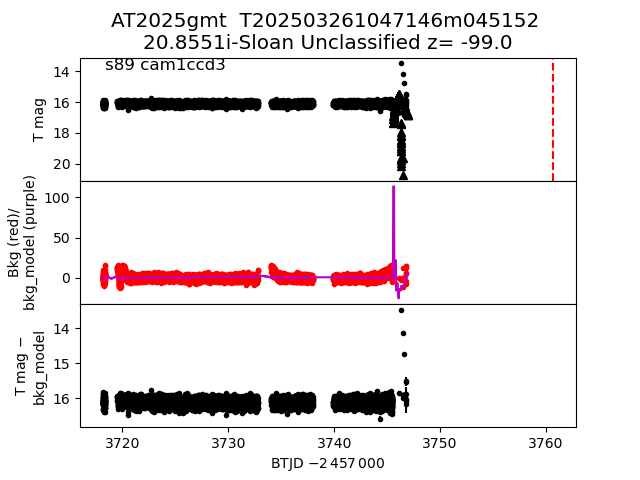 AT2025gmt T202503261047146m045152
20.8551i-Sloan Unclassified z= -99.0
s89 cam1ccd3
14
16
18
20
T mag
100
50
0
Bkg (red)/
bkg_model (purple)
14
15
16
T mag −
bkg_model
3720
3730
3740
3750
3760
BTJD −2 457 000